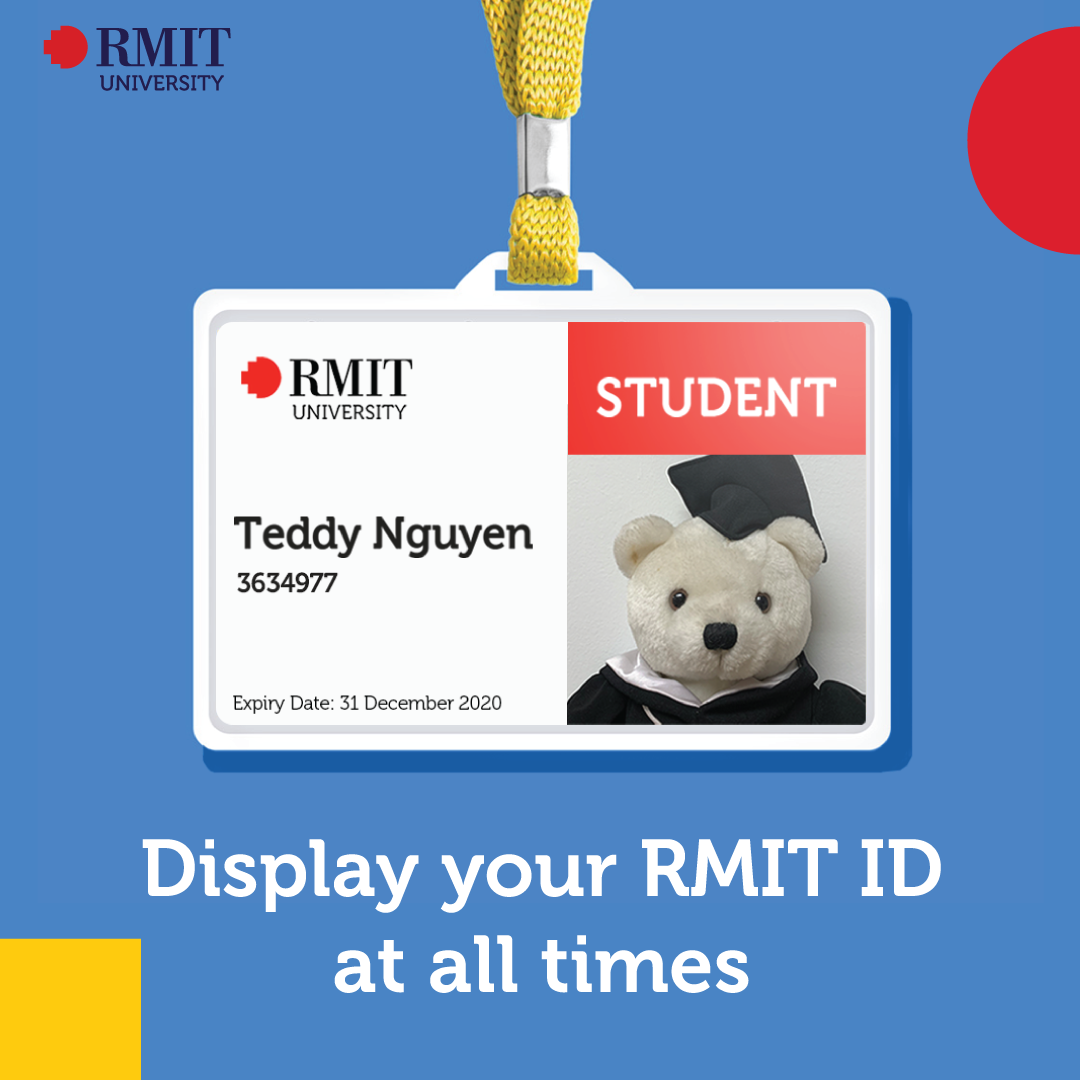 RMIT
UNIVERSITY
RMIT
UNIVERSITY
STUDENT
Teddy Nguyen
3634977
Expiry Date: 31 December 2020
Display your RMIT ID
at all times